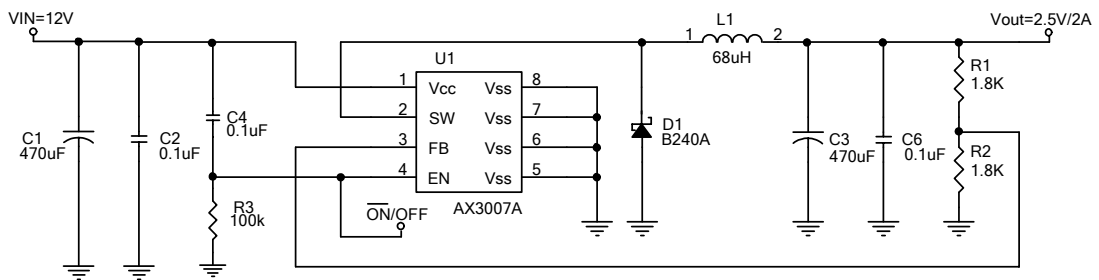 VIN=12V
Vout=2.5V/2A
L1
1
2
68uH
U1
1
Vcc
Vss
8
2
SW
Vss
7
3
FB
Vss
6
4
EN
Vss
5
AX3007A
C1
470uF
C2
0.1uF
C4
0.1uF
R3
100k
ON/OFF
D1
B240A
C3
470uF
C6
0.1uF
R1
1.8K
R2
1.8K